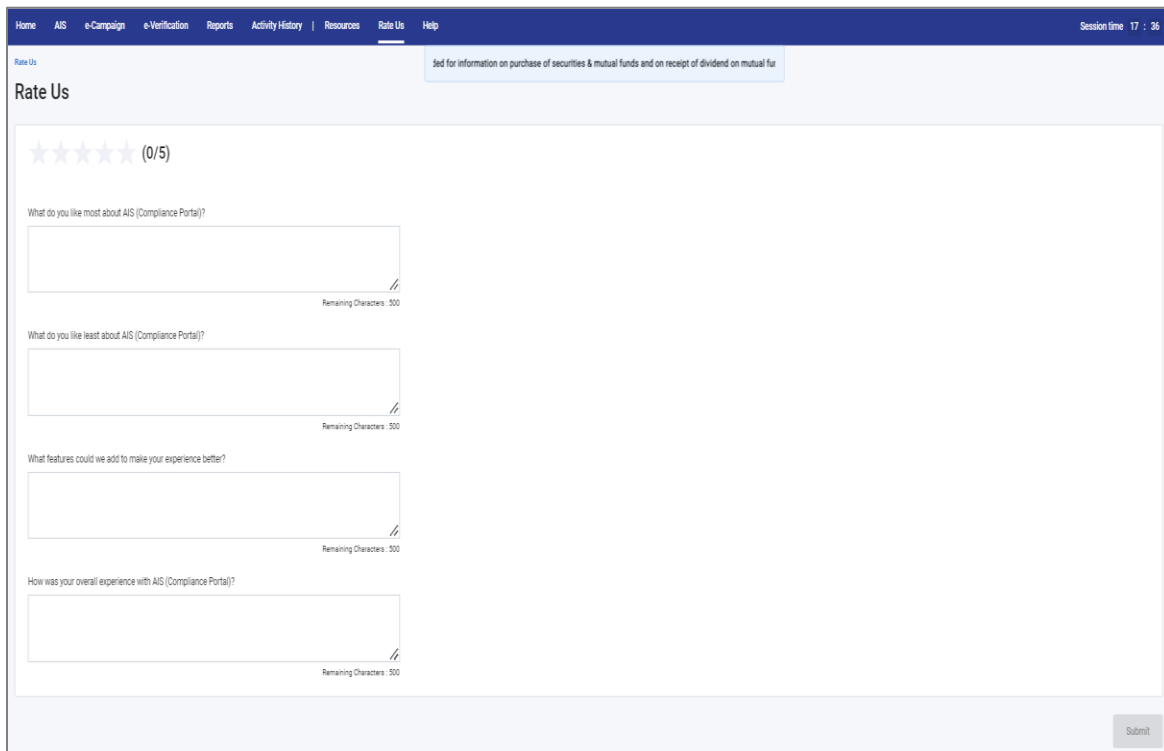 Home AIS e-Campaign e-Verification Reports Activity History | Resources Rate Us Help Session time 17 : 36
Rate Us
ded for information on purchase of securities & mutual funds and on receipt of dividend on mutual fur
Rate Us
(0/5)
What do you like most about AIS (Compliance Portal)?
Remaining Characters : 500
What do you like least about AIS (Compliance Portal)?
Remaining Characters : 500
What features could we add to make your experience better?
Remaining Characters : 500
How was your overall experience with AIS (Compliance Portal)?
Remaining Characters : 500
Submit